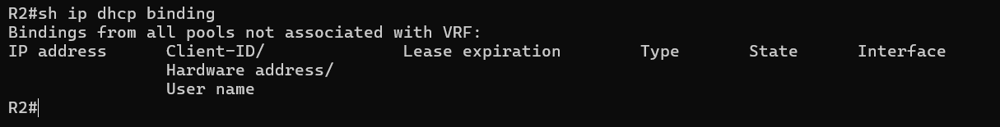 R2#sh ip dhcp binding
Bindings from all pools not associated with VRF:
IP address      Client-ID/              Lease expiration        Type       State      Interface
                Hardware address/
                User name
R2#